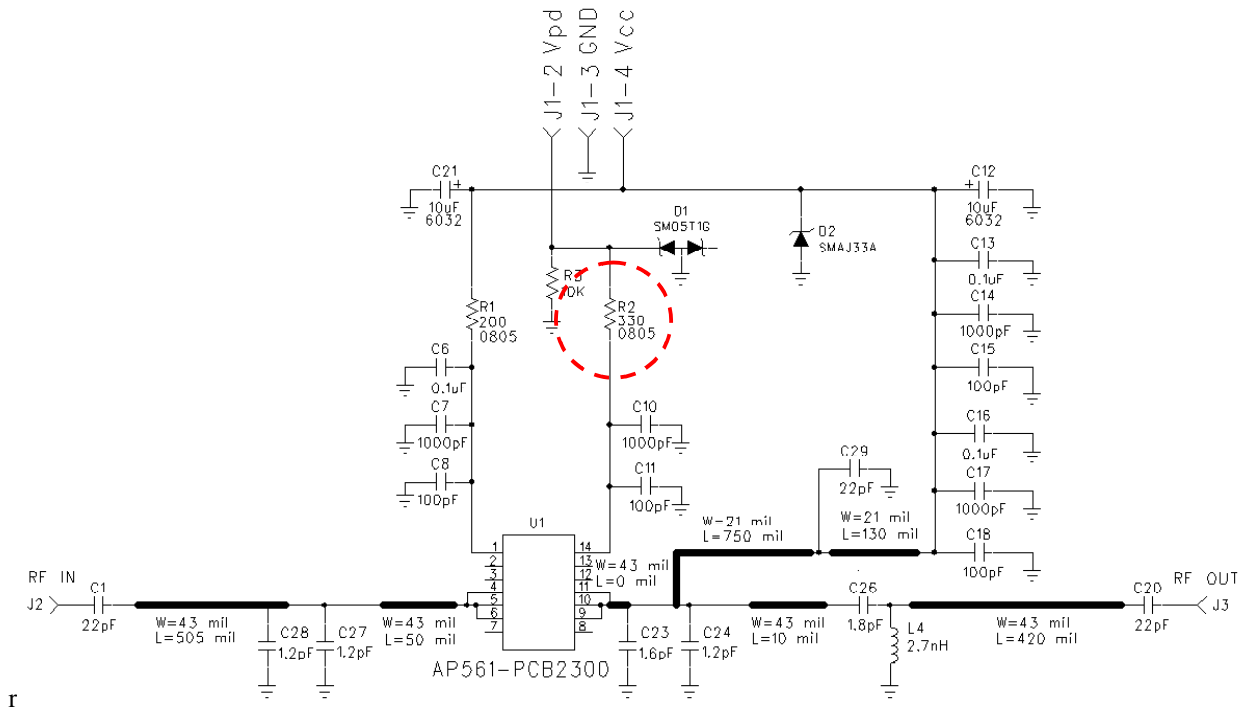 J1-2 Vpd
J1-3 GND
J1-4 Vcc
C21
+
10uF
6032
C12
+
10uF
6032
D1
SM05T1G
D2
SMAJ33A
C13
0.1uF
R3
10K
R1
200
0805
R2
330
0805
C14
1000pF
C15
100pF
C6
0.1uF
C7
1000pF
C8
100pF
C10
1000pF
C11
100pF
C16
0.1uF
C29
22pF
C17
1000pF
C18
100pF
W=21 mil
L=750 mil
W=21 mil
L=130 mil
U1
1
2
3
4
5
6
7
14
13
12
11
10
9
8
W=43 mil
L=0 mil
RF IN
J2
C1
22pF
W=43 mil
L=505 mil
C28
1.2pF
C27
1.2pF
W=43 mil
L=50 mil
AP561-PCB2300
C23
1.6pF
C24
1.2pF
W=43 mil
L=10 mil
C26
1.8pF
L4
2.7nH
W=43 mil
L=420 mil
C20
22pF
RF OUT
J3
r